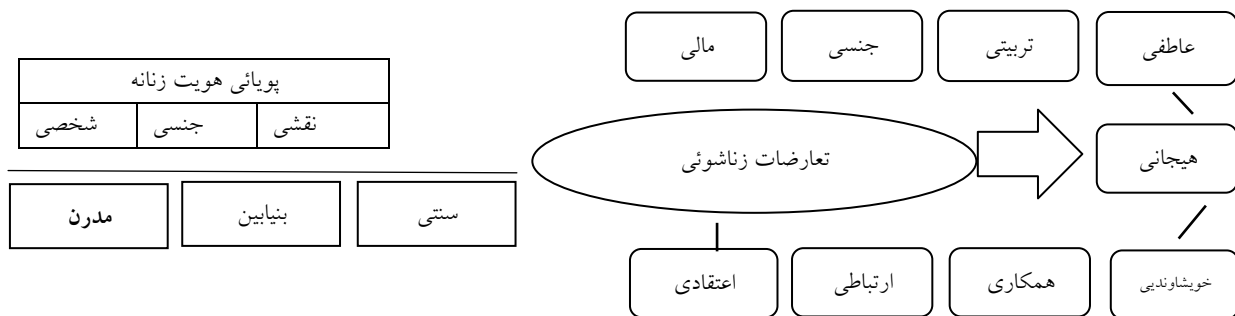 عاطفی
تربیتی
جنسی
مالی
پویائی هویت زنانه
نقشی
جنسی
شخصی
هیجانی
تعارضات زناشوئی
سنتی
بنیابین
مدرن
خویشاوندیی
همکاری
ارتباطی
اعتقادی